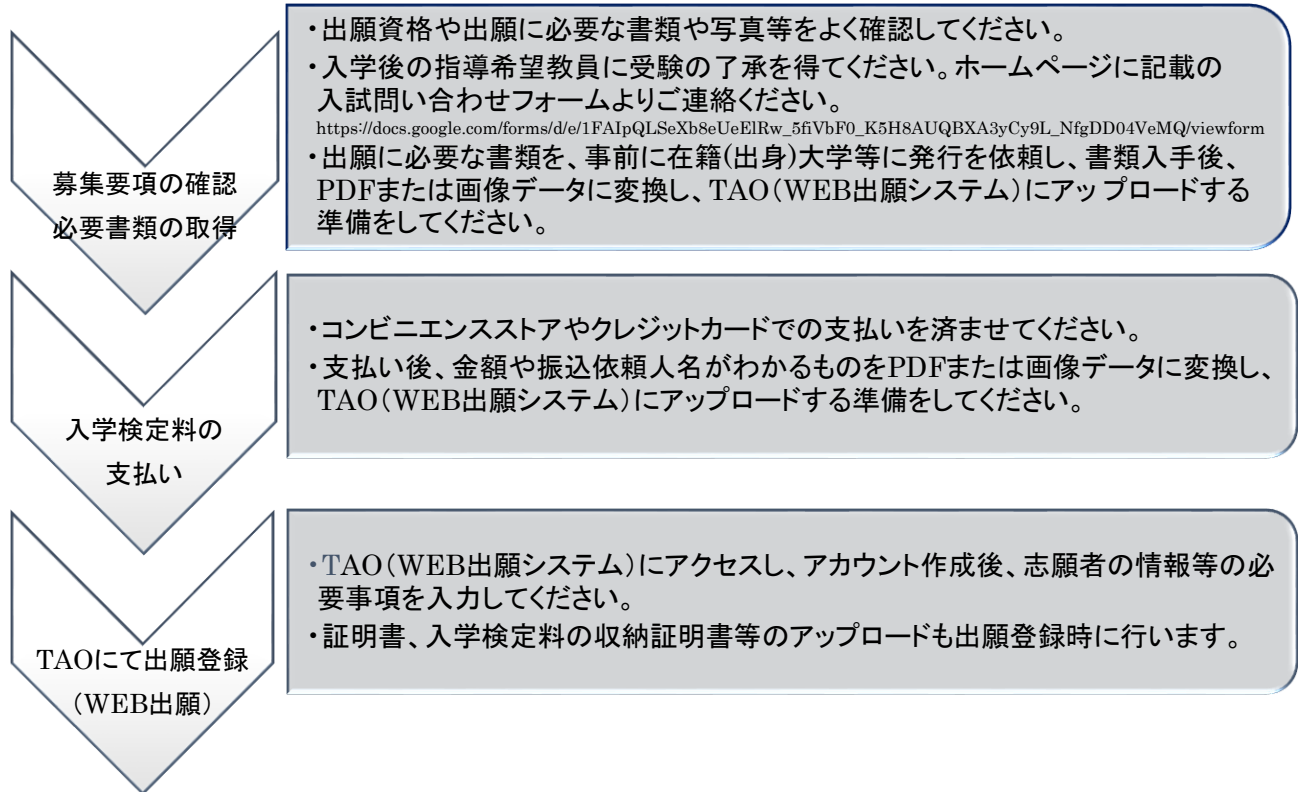 募集要項の確認
必要書類の取得
・出願資格や出願に必要な書類や写真等をよく確認してください。
・入学後の指導希望教員に受験の了承を得てください。ホームページに記載の
入試問い合わせフォームよりご連絡ください。
https://docs.google.com/forms/d/e/1FAIpQLSeXb8eUeElRw_5fiVbF0_K5H8AUQBXA3yCy9L_NfgDD04VeMQ/viewform
・出願に必要な書類を、事前に在籍(出身)大学等に発行を依頼し、書類入手後、
PDFまたは画像データに変換し、TAO(WEB出願システム)にアップロードする
準備をしてください。
入学検定料の
支払い
・コンビニエンスストアやクレジットカードでの支払いを済ませてください。
・支払い後、金額や振込依頼人名がわかるものをPDFまたは画像データに変換し、
TAO(WEB出願システム)にアップロードする準備をしてください。
TAOにて出願登録
(WEB出願)
・TAO(WEB出願システム)にアクセスし、アカウント作成後、志願者の情報等の必
要事項を入力してください。
・証明書、入学検定料の収納証明書等のアップロードも出願登録時に行います。